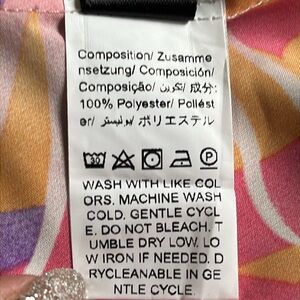 Composition/ Zusamme
nsetzung/ Composición/
Composição/ تكوين/ 成分:
100% Polyester/ Poliést
er/ بوليستر/ ポリエステル
WASH WITH LIKE COL
ORS. MACHINE WASH
COLD. GENTLE CYCL
E. DO NOT BLEACH. T
UMBLE DRY LOW. LO
W IRON IF NEEDED. D
RYCLEANABLE IN GE
NTLE CYCLE.